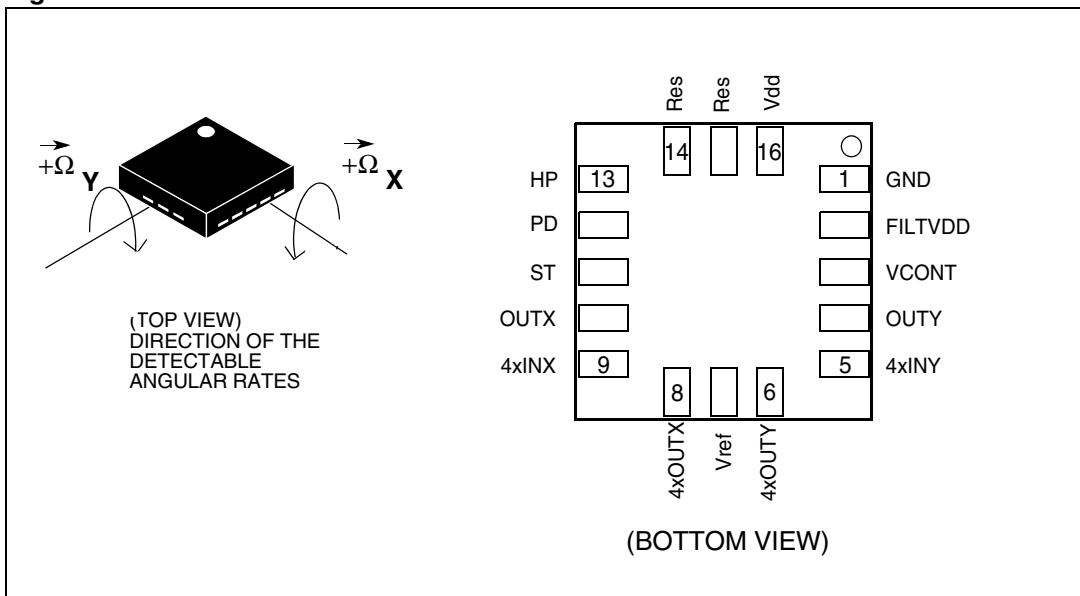 +Ω Y
+Ω X
(TOP VIEW)
DIRECTION OF THE
DETECTABLE
ANGULAR RATES
Res
Res
Vdd
14
16
HP
13
1
GND
PD
FILTVDD
ST
VCONT
OUTX
OUTY
4xINX
9
5
4xINY
8
6
4xOUTX
Vref
4xOUTY
(BOTTOM VIEW)